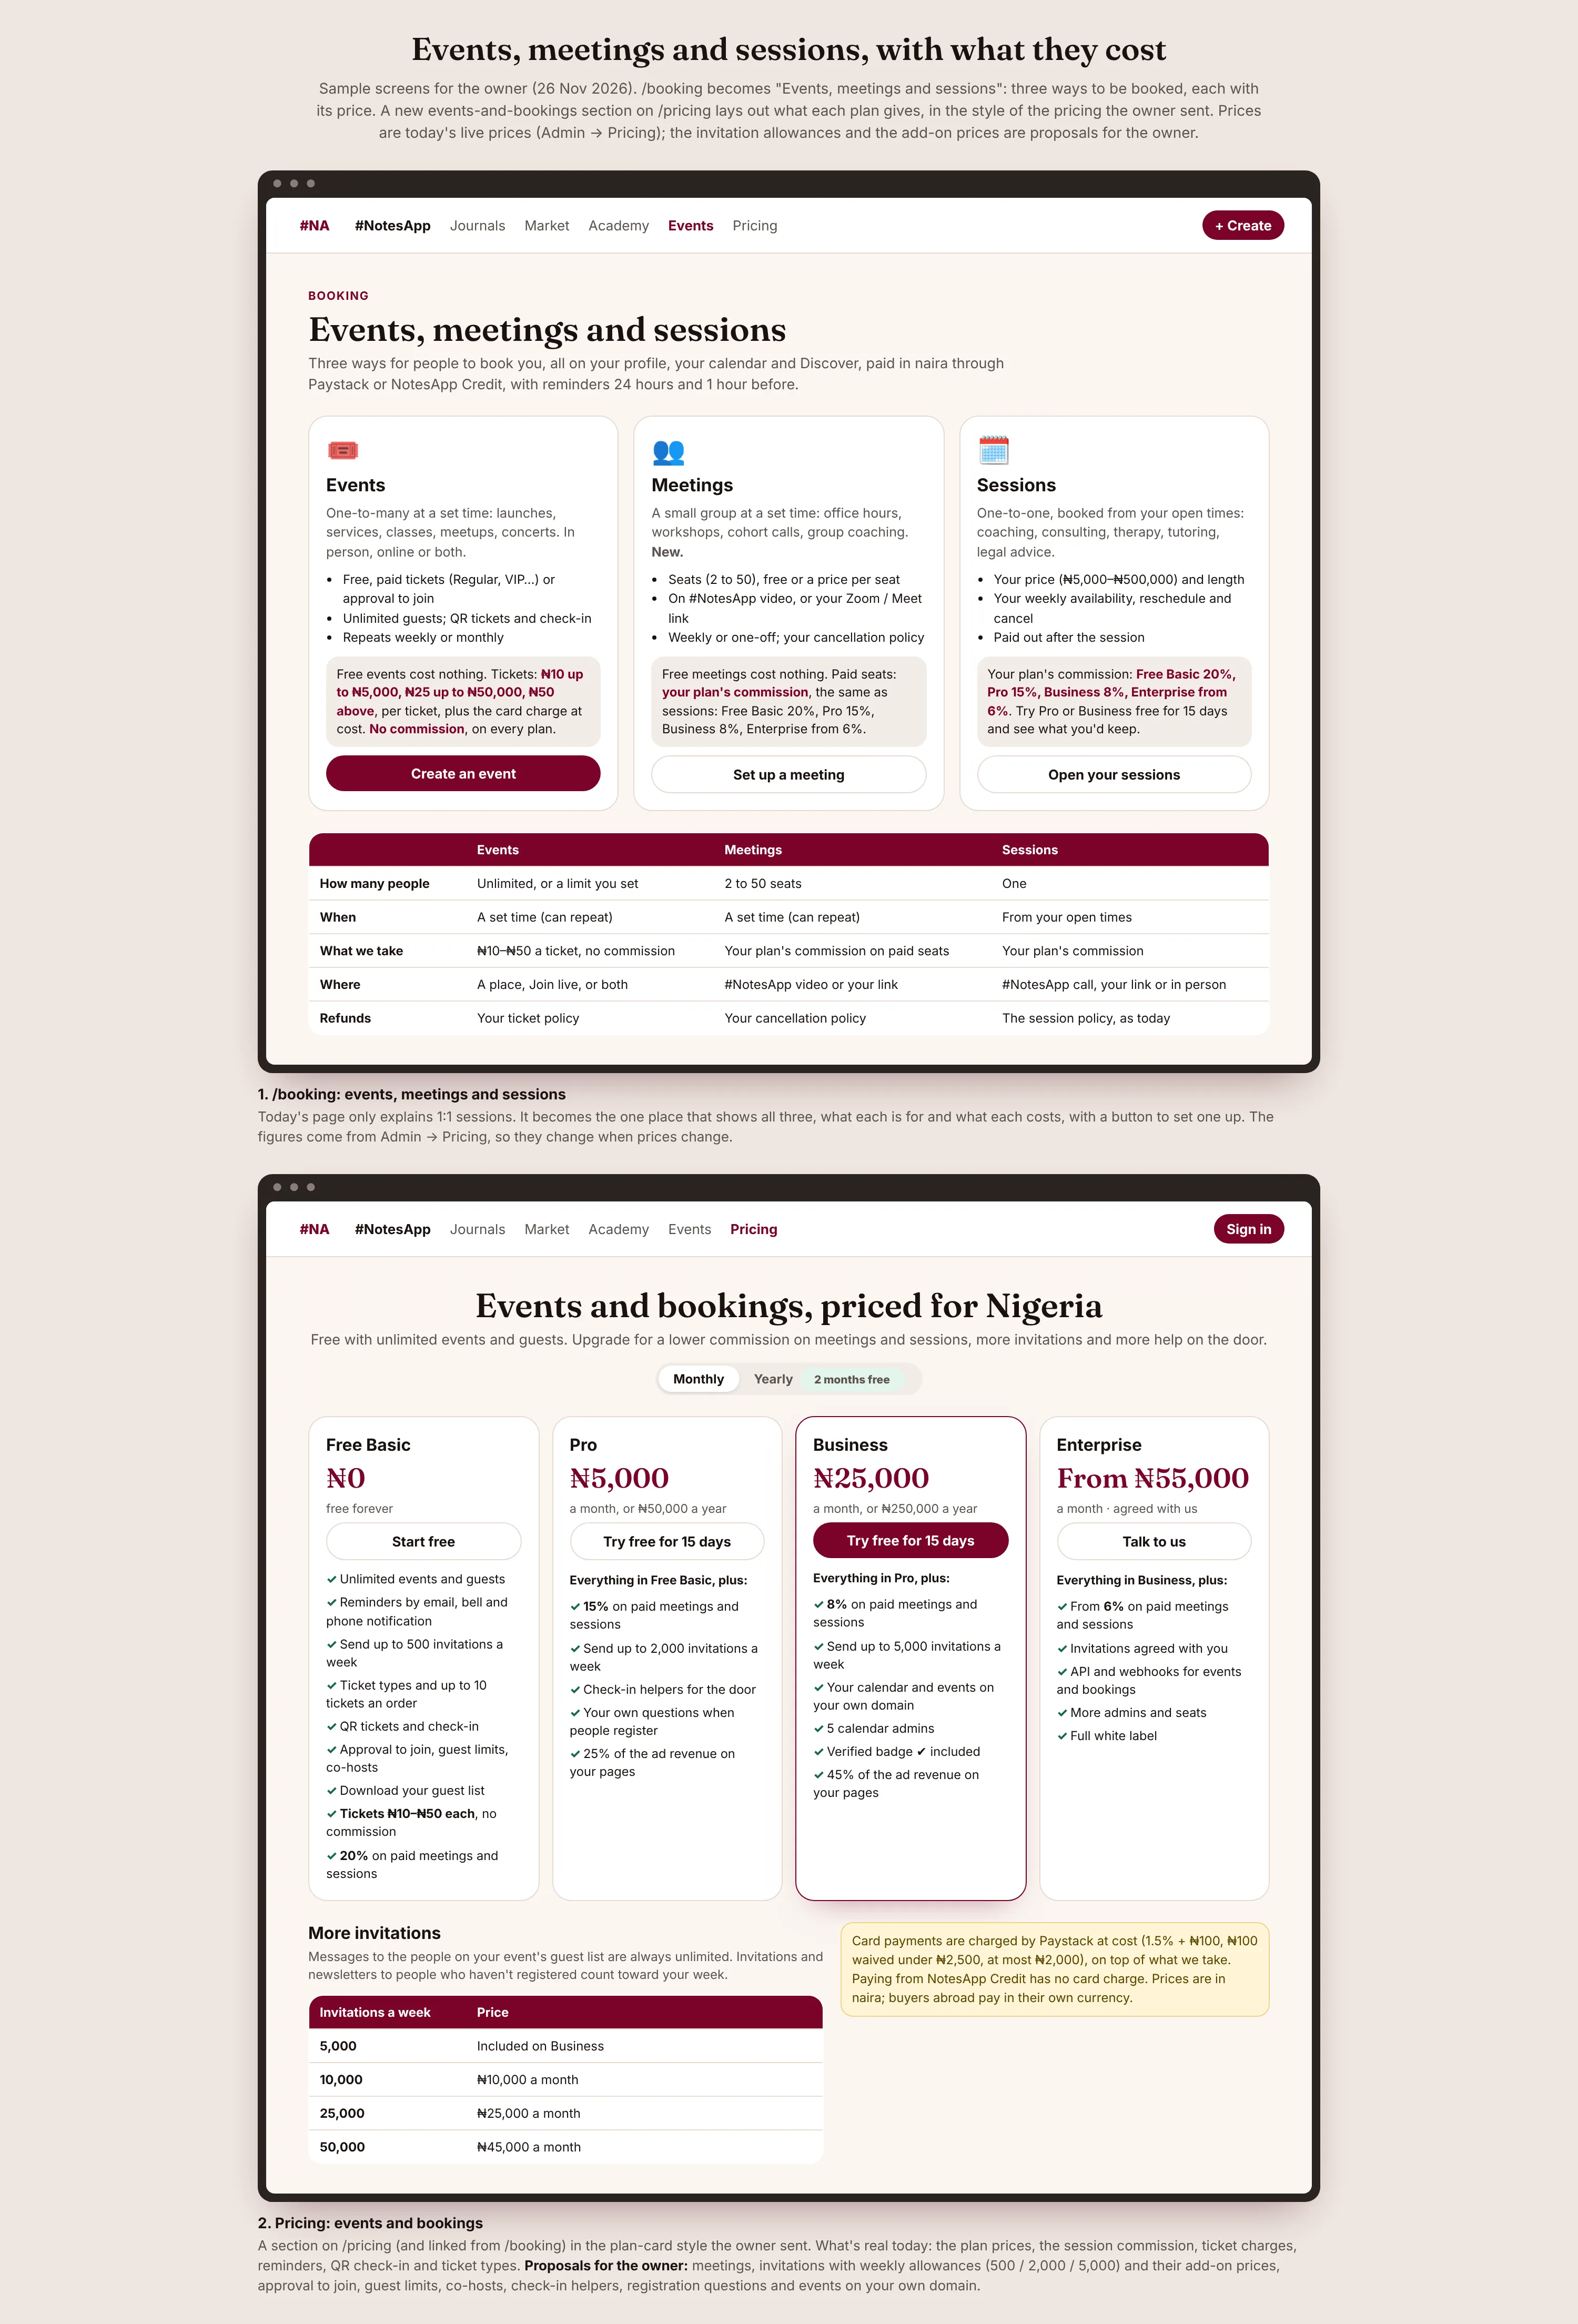 Events, meetings and sessions, with what they cost
Sample screens for the owner (26 Nov 2026). /booking becomes "Events, meetings and sessions": three ways to be booked, each with
its price. A new events-and-bookings section on /pricing lays out what each plan gives, in the style of the pricing the owner sent. Prices
are today's live prices (Admin → Pricing); the invitation allowances and the add-on prices are proposals for the owner.
#NA #NotesApp Journals Market Academy Events Pricing + Create
BOOKING
Events, meetings and sessions
Three ways for people to book you, all on your profile, your calendar and Discover, paid in naira through
Paystack or NotesApp Credit, with reminders 24 hours and 1 hour before.
Events
One-to-many at a set time: launches,
services, classes, meetups, concerts. In
person, online or both.
• Free, paid tickets (Regular, VIP...) or
approval to join
• Unlimited guests; QR tickets and check-in
• Repeats weekly or monthly
Free events cost nothing. Tickets: ₦10 up
to ₦5,000, ₦25 up to ₦50,000, ₦50
above, per ticket, plus the card charge at
cost. No commission, on every plan.
Create an event
Meetings
A small group at a set time: office hours,
workshops, cohort calls, group coaching.
New.
• Seats (2 to 50), free or a price per seat
• On #NotesApp video, or your Zoom / Meet
link
• Weekly or one-off; your cancellation policy
Free meetings cost nothing. Paid seats:
your plan's commission, the same as
sessions: Free Basic 20%, Pro 15%,
Business 8%, Enterprise from 6%.
Set up a meeting
Sessions
One-to-one, booked from your open times:
coaching, consulting, therapy, tutoring,
legal advice.
• Your price (₦5,000–₦500,000) and length
• Your weekly availability, reschedule and
cancel
• Paid out after the session
Your plan's commission: Free Basic 20%,
Pro 15%, Business 8%, Enterprise from
6%. Try Pro or Business free for 15 days
and see what you'd keep.
Open your sessions
Events Meetings Sessions
How many people Unlimited, or a limit you set 2 to 50 seats One
When A set time (can repeat) A set time (can repeat) From your open times
What we take ₦10–₦50 a ticket, no commission Your plan's commission on paid seats Your plan's commission
Where A place, Join live, or both #NotesApp video or your link #NotesApp call, your link or in person
Refunds Your ticket policy Your cancellation policy The session policy, as today
1. /booking: events, meetings and sessions
Today's page only explains 1:1 sessions. It becomes the one place that shows all three, what each is for and what each costs, with a button to set one up. The
figures come from Admin → Pricing, so they change when prices change.
#NA #NotesApp Journals Market Academy Events Pricing Sign in
Events and bookings, priced for Nigeria
Free with unlimited events and guests. Upgrade for a lower commission on meetings and sessions, more invitations and more help on the door.
Monthly Yearly 2 months free
Free Basic
₦0
free forever
Start free
✓ Unlimited events and guests
✓ Reminders by email, bell and
phone notification
✓ Send up to 500 invitations a
week
✓ Ticket types and up to 10
tickets an order
✓ QR tickets and check-in
✓ Approval to join, guest limits,
co-hosts
✓ Download your guest list
✓ Tickets ₦10–₦50 each, no
commission
✓ 20% on paid meetings and
sessions
Pro
₦5,000
a month, or ₦50,000 a year
Try free for 15 days
Everything in Free Basic, plus:
✓ 15% on paid meetings and
sessions
✓ Send up to 2,000 invitations a
week
✓ Check-in helpers for the door
✓ Your own questions when
people register
✓ 25% of the ad revenue on
your pages
Business
₦25,000
a month, or ₦250,000 a year
Try free for 15 days
Everything in Pro, plus:
✓ 8% on paid meetings and
sessions
✓ Send up to 5,000 invitations a
week
✓ Your calendar and events on
your own domain
✓ 5 calendar admins
✓ Verified badge ✔ included
✓ 45% of the ad revenue on
your pages
Enterprise
From ₦55,000
a month · agreed with us
Talk to us
Everything in Business, plus:
✓ From 6% on paid meetings
and sessions
✓ Invitations agreed with you
✓ API and webhooks for events
and bookings
✓ More admins and seats
✓ Full white label
More invitations
Messages to the people on your event's guest list are always unlimited. Invitations and
newsletters to people who haven't registered count toward your week.
Invitations a week Price
5,000 Included on Business
10,000 ₦10,000 a month
25,000 ₦25,000 a month
50,000 ₦45,000 a month
Card payments are charged by Paystack at cost (1.5% + ₦100, ₦100
waived under ₦2,500, at most ₦2,000), on top of what we take.
Paying from NotesApp Credit has no card charge. Prices are in
naira; buyers abroad pay in their own currency.
2. Pricing: events and bookings
A section on /pricing (and linked from /booking) in the plan-card style the owner sent. What's real today: the plan prices, the session commission, ticket charges,
reminders, QR check-in and ticket types. Proposals for the owner: meetings, invitations with weekly allowances (500 / 2,000 / 5,000) and their add-on prices,
approval to join, guest limits, co-hosts, check-in helpers, registration questions and events on your own domain.